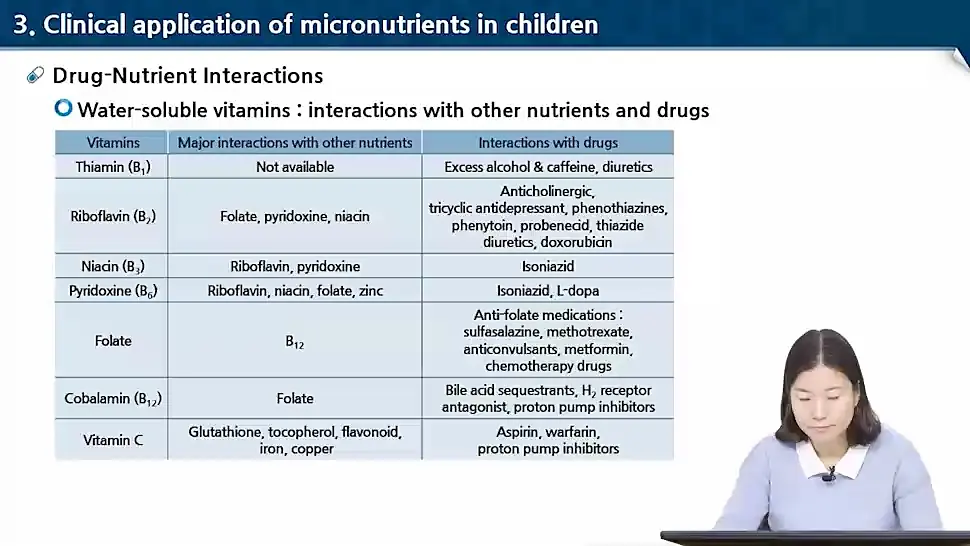 3. Clinical application of micronutrients in children
Drug-Nutrient Interactions
Water-soluble vitamins : interactions with other nutrients and drugs
Vitamins Major interactions with other nutrients Interactions with drugs
Thiamin (B₁) Not available Excess alcohol & caffeine, diuretics
Riboflavin (B₂) Folate, pyridoxine, niacin Anticholinergic,
tricyclic antidepressant, phenothiazines,
phenytoin, probenecid, thiazide
diuretics, doxorubicin
Niacin (B₃) Riboflavin, pyridoxine Isoniazid
Pyridoxine (B₆) Riboflavin, niacin, folate, zinc Isoniazid, L-dopa
Folate B₁₂ Anti-folate medications :
sulfasalazine, methotrexate,
anticonvulsants, metformin,
chemotherapy drugs
Cobalamin (B₁₂) Folate Bile acid sequestrants, H₂ receptor
antagonist, proton pump inhibitors
Vitamin C Glutathione, tocopherol, flavonoid,
iron, copper Aspirin, warfarin,
proton pump inhibitors